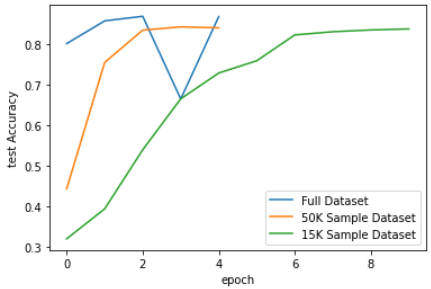 0.8
0.7
0.6
0.5
0.4
0.3
test Accuracy
0 2 4 6 8
epoch
Full Dataset
50K Sample Dataset
15K Sample Dataset